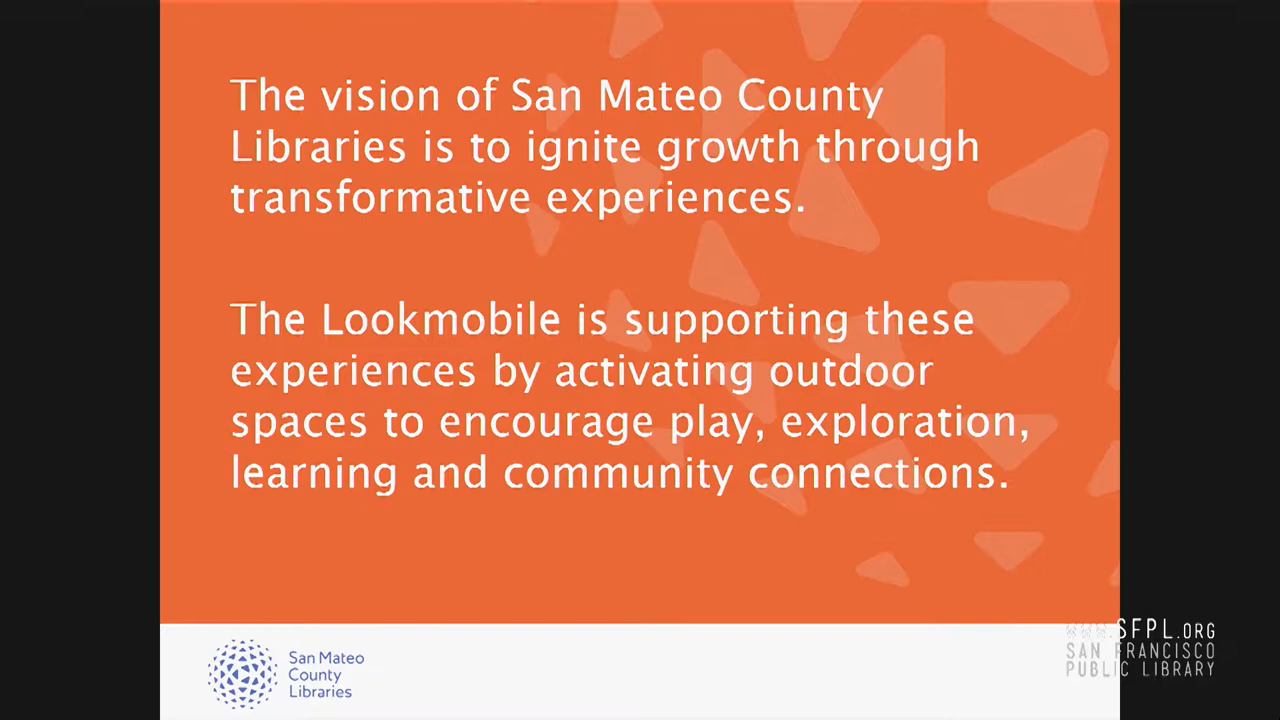 The vision of San Mateo County
Libraries is to ignite growth through
transformative experiences.
The Lookmobile is supporting these
experiences by activating outdoor
spaces to encourage play, exploration,
learning and community connections.
San Mateo
County
Libraries
WWW.SFPL.ORG
SAN FRANCISCO
PUBLIC LIBRARY